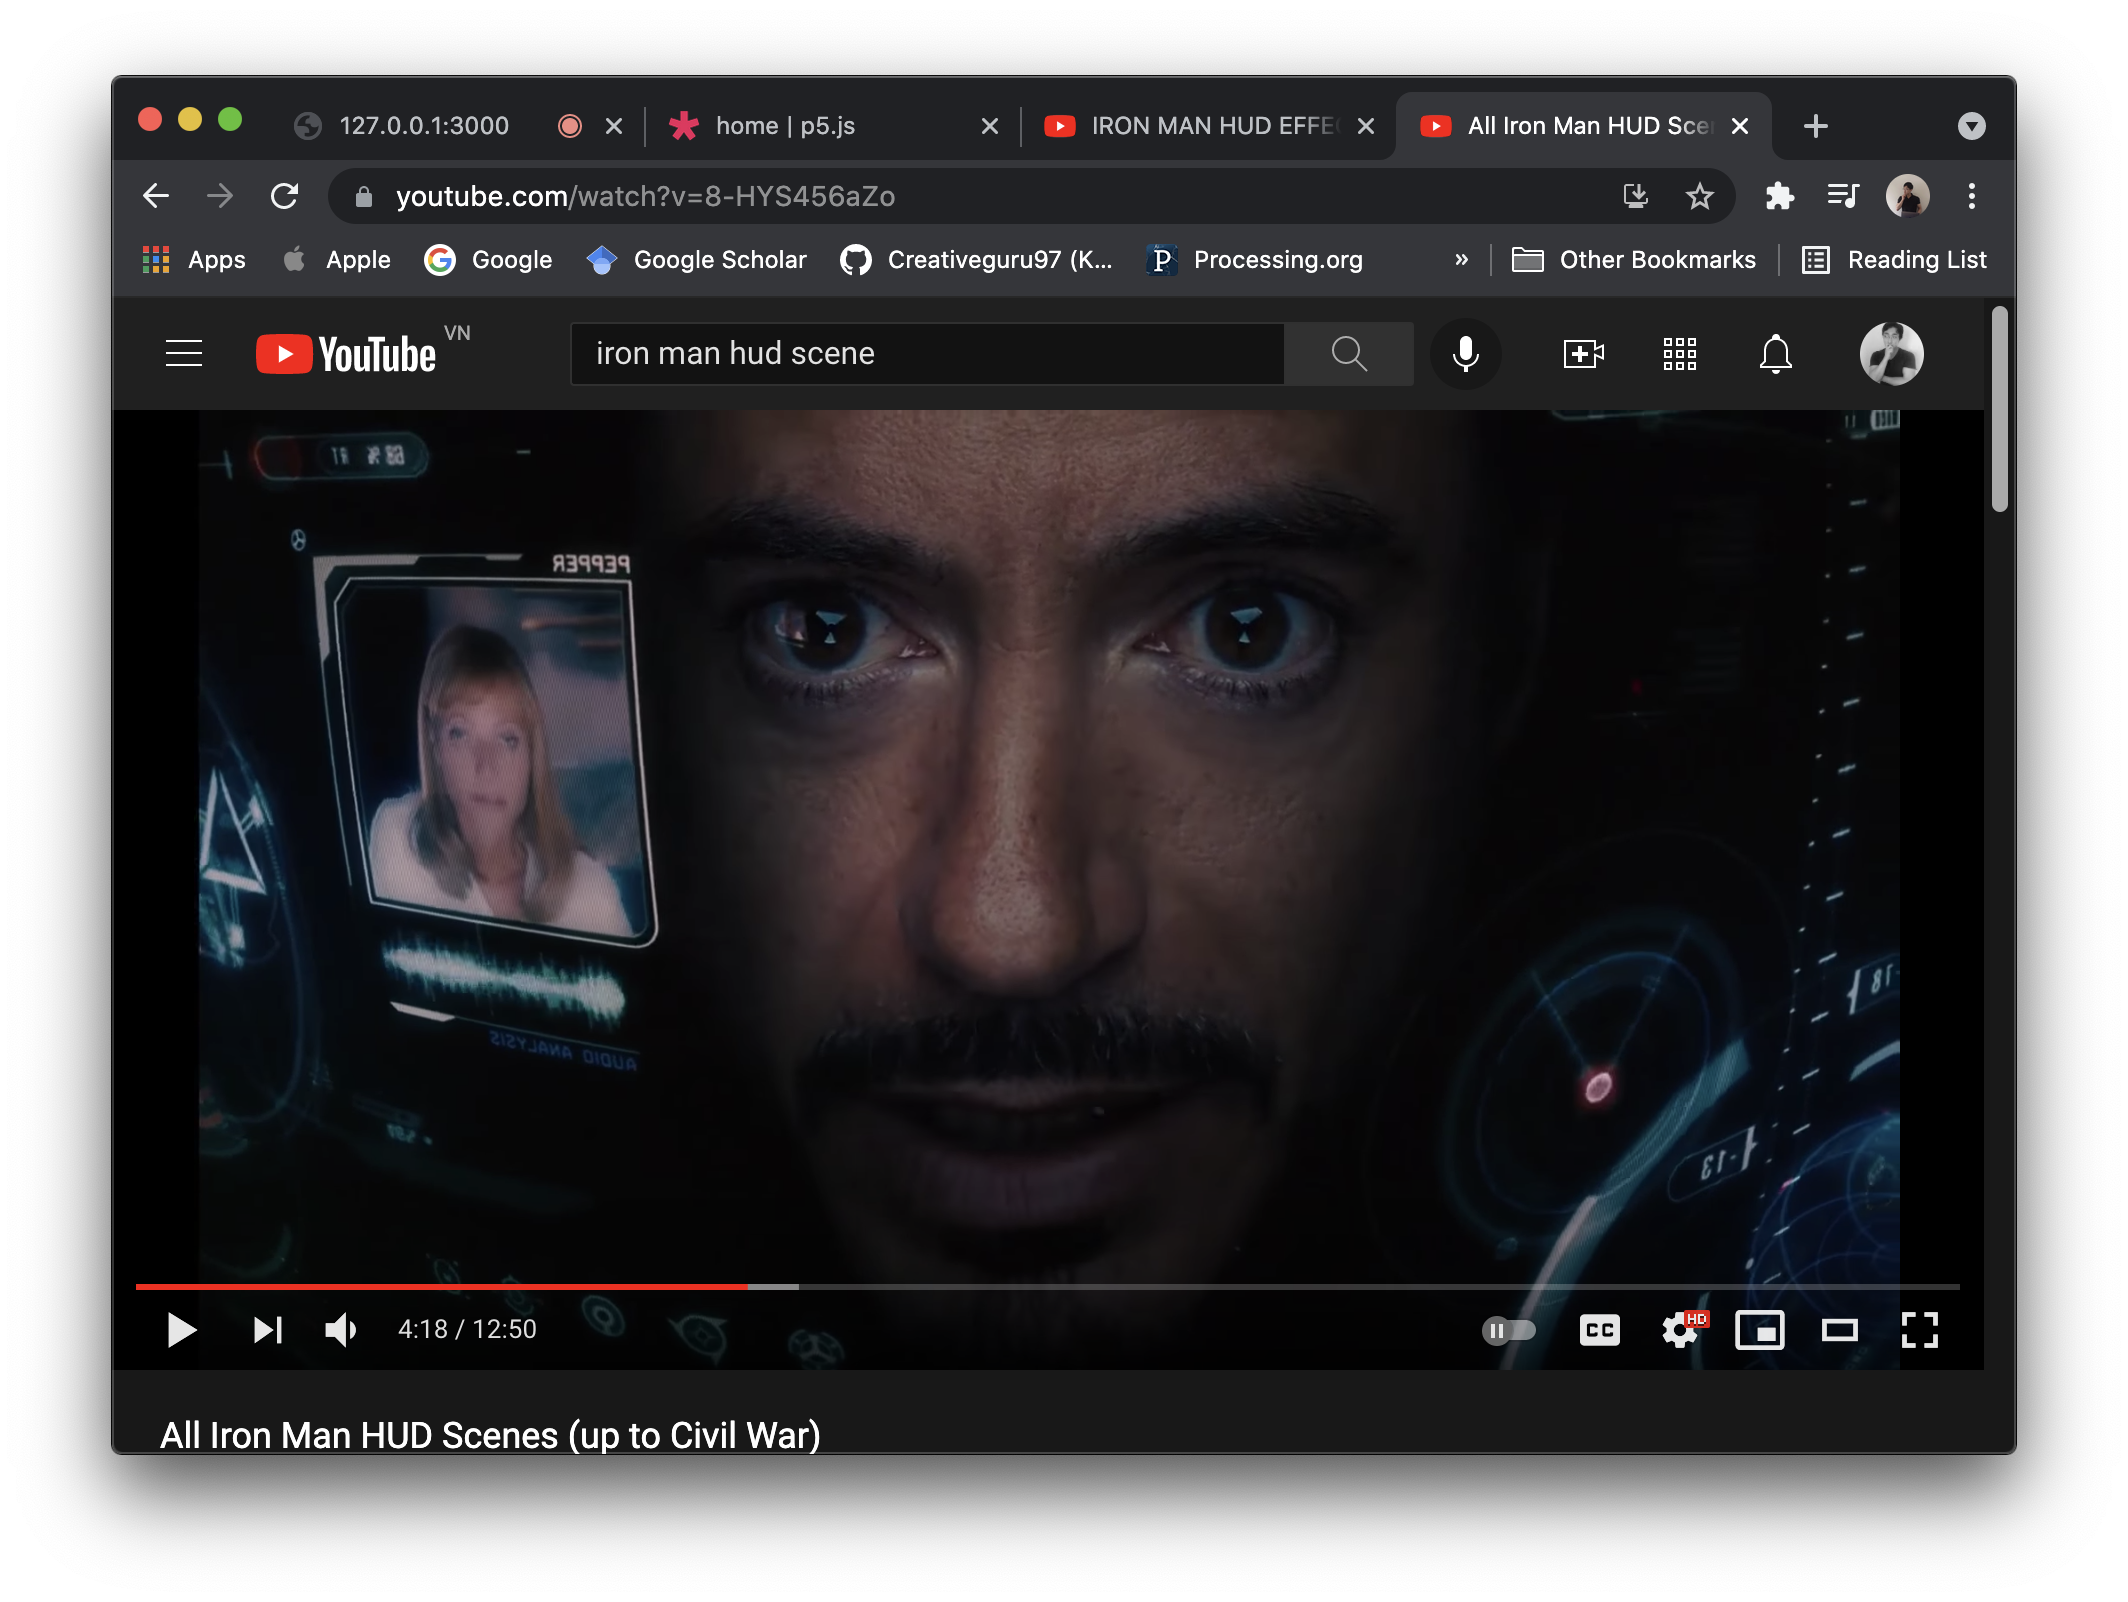 127.0.0.1:3000
home | p5.js
IRON MAN HUD EFFE
All Iron Man HUD Sce
youtube.com/watch?v=8-HYS456aZo
Apps
Apple
Google
Google Scholar
Creativeguru97 (K...
P
Processing.org
»
Other Bookmarks
Reading List
YouTube
VN
iron man hud scene
PEPPER
AUDIO ANALYSIS
-13
4:18 / 12:50
CC
HD
All Iron Man HUD Scenes (up to Civil War)